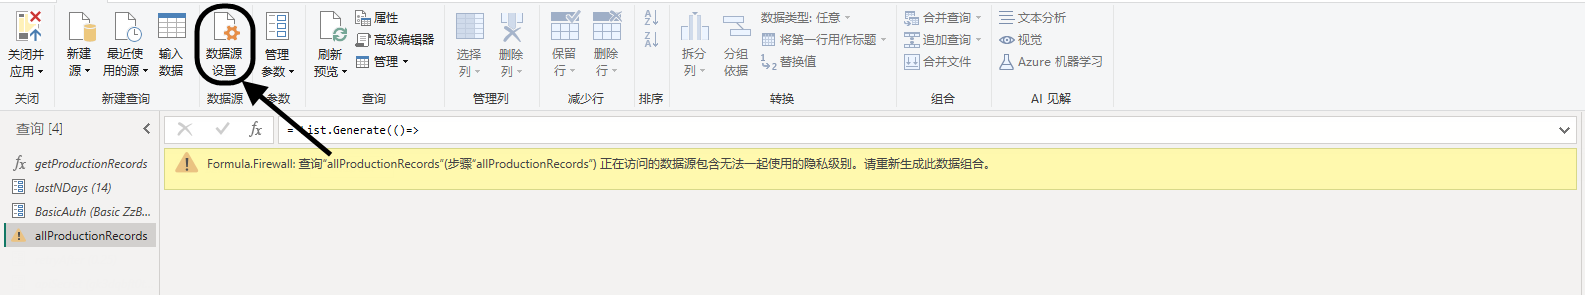 关闭并
应用
关闭
新建
源
最近使
用的源
输入
数据
新建查询
数据源
设置
数据源
管理
参数
参数
刷新
预览
属性
高级编辑器
管理
查询
选择
列
删除
列
管理列
保留
行
删除
行
减少行
排序
拆分
列
分组
依据
数据类型: 任意
将第一行用作标题
替换值
转换
合并查询
追加查询
合并文件
组合
文本分析
视觉
Azure 机器学习
AI 见解
查询 [4]
getProductionRecords
lastNDays (14)
BasicAuth (Basic ZzB...
allProductionRecords
= List.Generate(()=>
Formula.Firewall: 查询“allProductionRecords”(步骤“allProductionRecords”) 正在访问的数据源包含无法一起使用的隐私级别。请重新生成此数据组合。